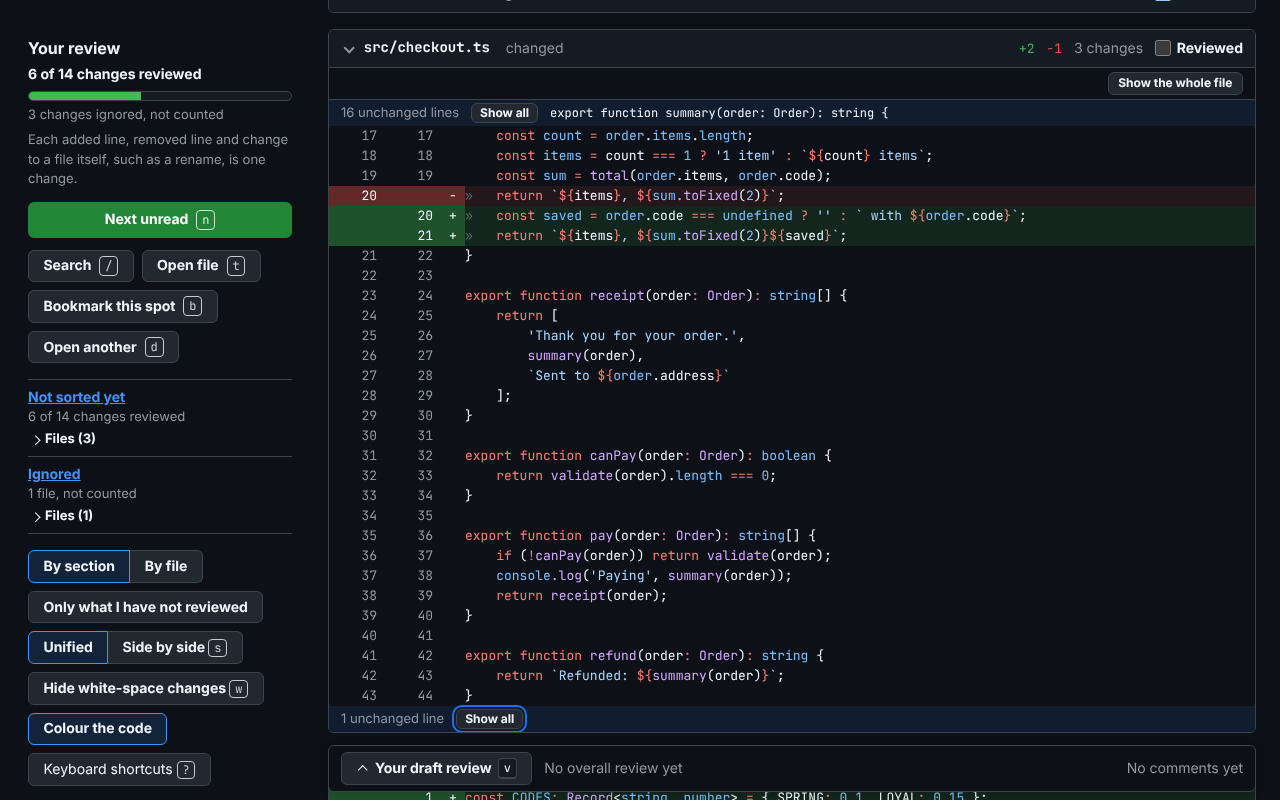 Your review
6 of 14 changes reviewed
3 changes ignored, not counted
Each added line, removed line and change
to a file itself, such as a rename, is one
change.
Next unread n
Search / Open file t
Bookmark this spot b
Open another d
Not sorted yet
6 of 14 changes reviewed
Files (3)
Ignored
1 file, not counted
Files (1)
By section By file
Only what I have not reviewed
Unified Side by side s
Hide white-space changes w
Colour the code
Keyboard shortcuts ?
src/checkout.ts changed +2 -1 3 changes Reviewed
Show the whole file
16 unchanged lines Show all export function summary(order: Order): string {
17 17 const count = order.items.length;
18 18 const items = count === 1 ? '1 item' : `${count} items`;
19 19 const sum = total(order.items, order.code);
20 - » return `${items}, ${sum.toFixed(2)}`;
20 + » const saved = order.code === undefined ? '' : ` with ${order.code}`;
21 + » return `${items}, ${sum.toFixed(2)}${saved}`;
21 22 }
22 23
23 24 export function receipt(order: Order): string[] {
24 25 return [
25 26 'Thank you for your order.',
26 27 summary(order),
27 28 `Sent to ${order.address}`
28 29 ];
29 30 }
30 31
31 32 export function canPay(order: Order): boolean {
32 33 return validate(order).length === 0;
33 34 }
34 35
35 36 export function pay(order: Order): string[] {
36 37 if (!canPay(order)) return validate(order);
37 38 console.log('Paying', summary(order));
38 39 return receipt(order);
39 40 }
40 41
41 42 export function refund(order: Order): string {
42 43 return `Refunded: ${summary(order)}`;
43 44 }
1 unchanged line Show all
Your draft review v No overall review yet No comments yet
1 + const CODES: Record<string, number> = { SPRING: 0.1, LOYAL: 0.15 };